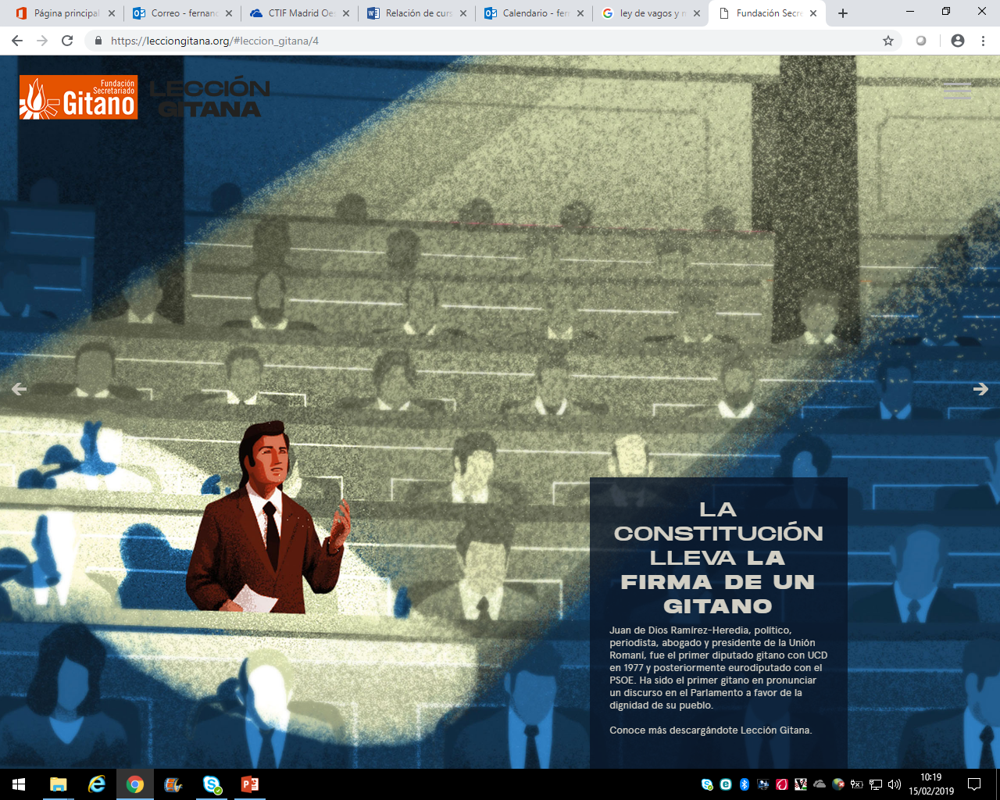 Página principal
Correo - fernanc
CTIF Madrid Oes
Relación de curs
Calendario - fern
ley de vagos y m
Fundación Secre
https://lecciongitana.org/#leccion_gitana/4
Fundación
Secretariado
Gitano
LECCIÓN
GITANA
LA
CONSTITUCIÓN
LLEVA LA
FIRMA DE UN
GITANO
Juan de Dios Ramírez-Heredia, político,
periodista, abogado y presidente de la Unión
Romaní, fue el primer diputado gitano con UCD
en 1977 y posteriormente eurodiputado con el
PSOE. Ha sido el primer gitano en pronunciar
un discurso en el Parlamento a favor de la
dignidad de su pueblo.
Conoce más descargándote Lección Gitana.
10:19
15/02/2019